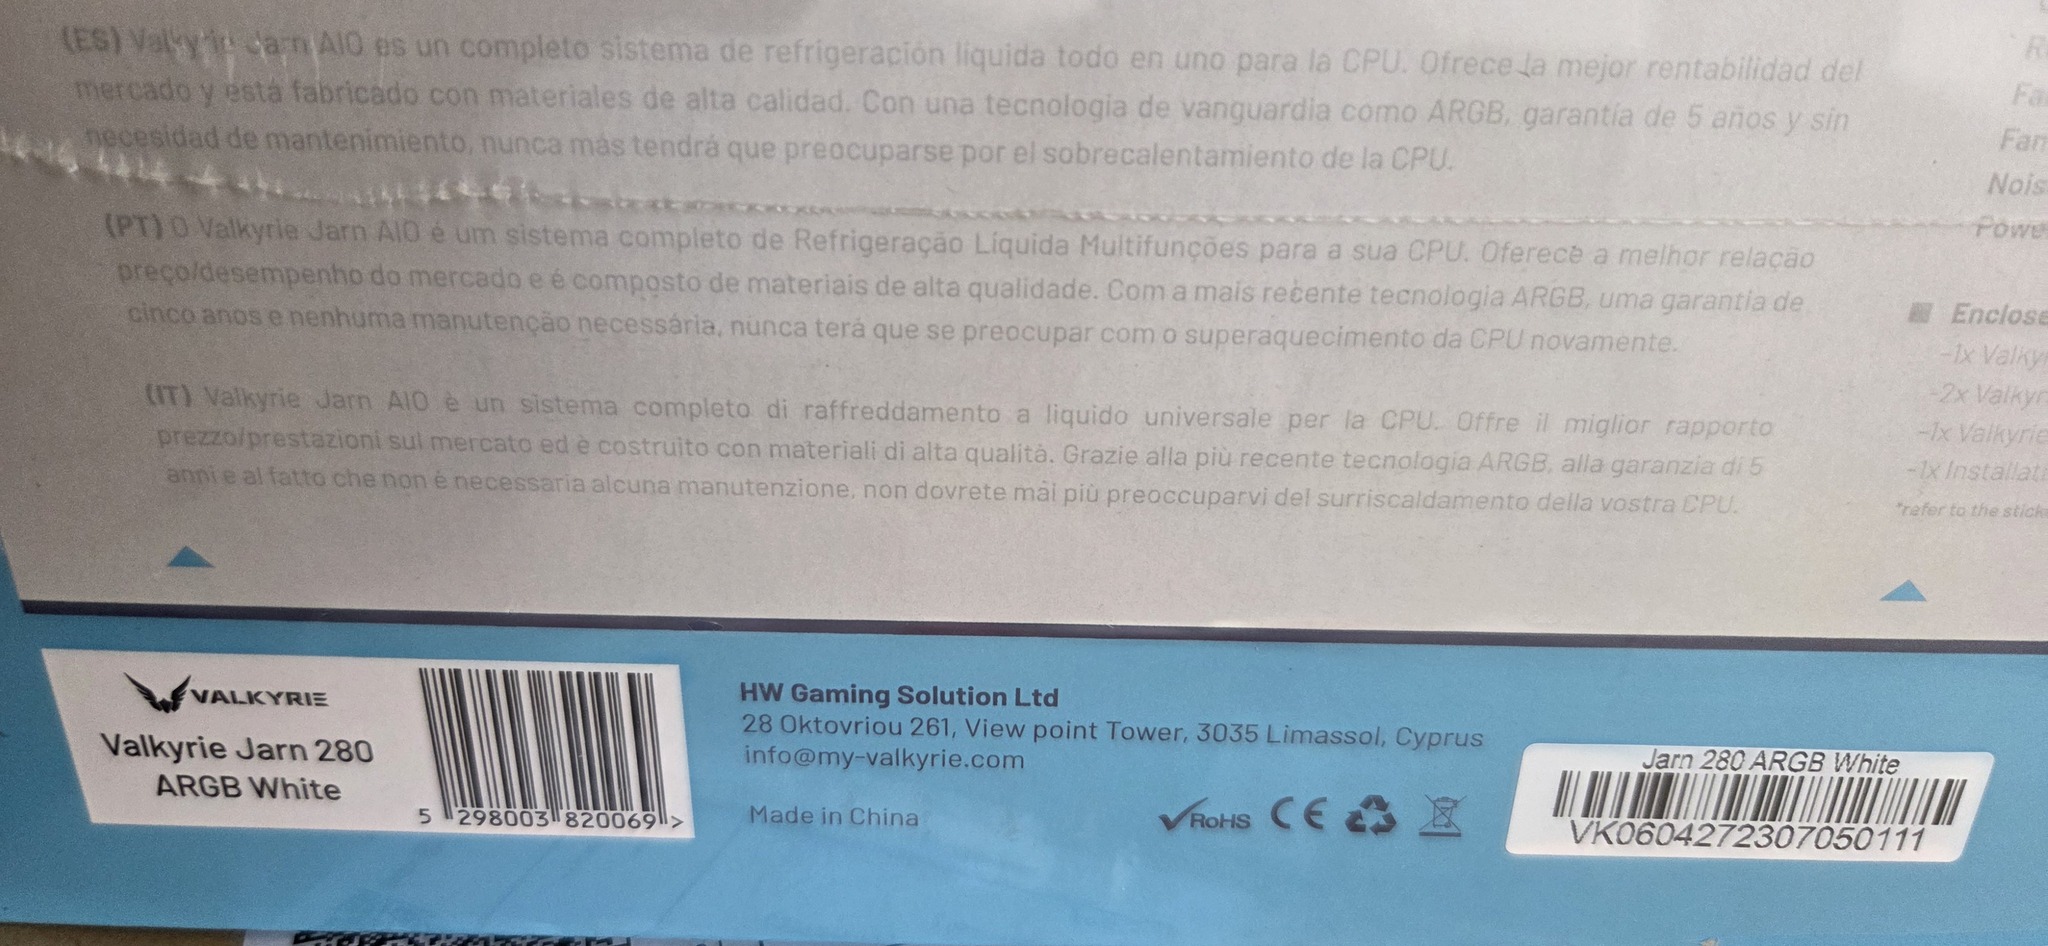 (ES) Valkyrie Jarn AIO es un completo sistema de refrigeración líquida todo en uno para la CPU. Ofrece la mejor rentabilidad del
mercado y está fabricado con materiales de alta calidad. Con una tecnología de vanguardia como ARGB, garantía de 5 años y sin
necesidad de mantenimiento, nunca más tendrá que preocuparse por el sobrecalentamiento de la CPU.
(PT) O Valkyrie Jarn AIO é um sistema completo de Refrigeração Líquida Multifunções para a sua CPU. Oferece a melhor relação
preço/desempenho do mercado e é composto de materiais de alta qualidade. Com a mais recente tecnologia ARGB, uma garantia de
cinco anos e nenhuma manutenção necessária, nunca terá que se preocupar com o superaquecimento da CPU novamente.
(IT) Valkyrie Jarn AIO è un sistema completo di raffreddamento a liquido universale per la CPU. Offre il miglior rapporto
prezzo/prestazioni sul mercato ed è costruito con materiali di alta qualità. Grazie alla più recente tecnologia ARGB, alla garanzia di 5
anni e al fatto che non è necessaria alcuna manutenzione, non dovrete mai più preoccuparvi del surriscaldamento della vostra CPU.
Fan
Nois
Powe
Enclose
-1x Valky
-2x Valkyr
-1x Valkyrie
-1x Installati
*refer to the stick
VALKYRIE
Valkyrie Jarn 280
ARGB White
5 298003 820069 >
HW Gaming Solution Ltd
28 Oktovriou 261, View point Tower, 3035 Limassol, Cyprus
info@my-valkyrie.com
Made in China
RoHS CE
Jarn 280 ARGB White
VK0604272307050111